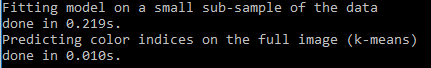 Fitting model on a small sub-sample of the data
done in 0.219s.
Predicting color indices on the full image (k-means)
done in 0.010s.